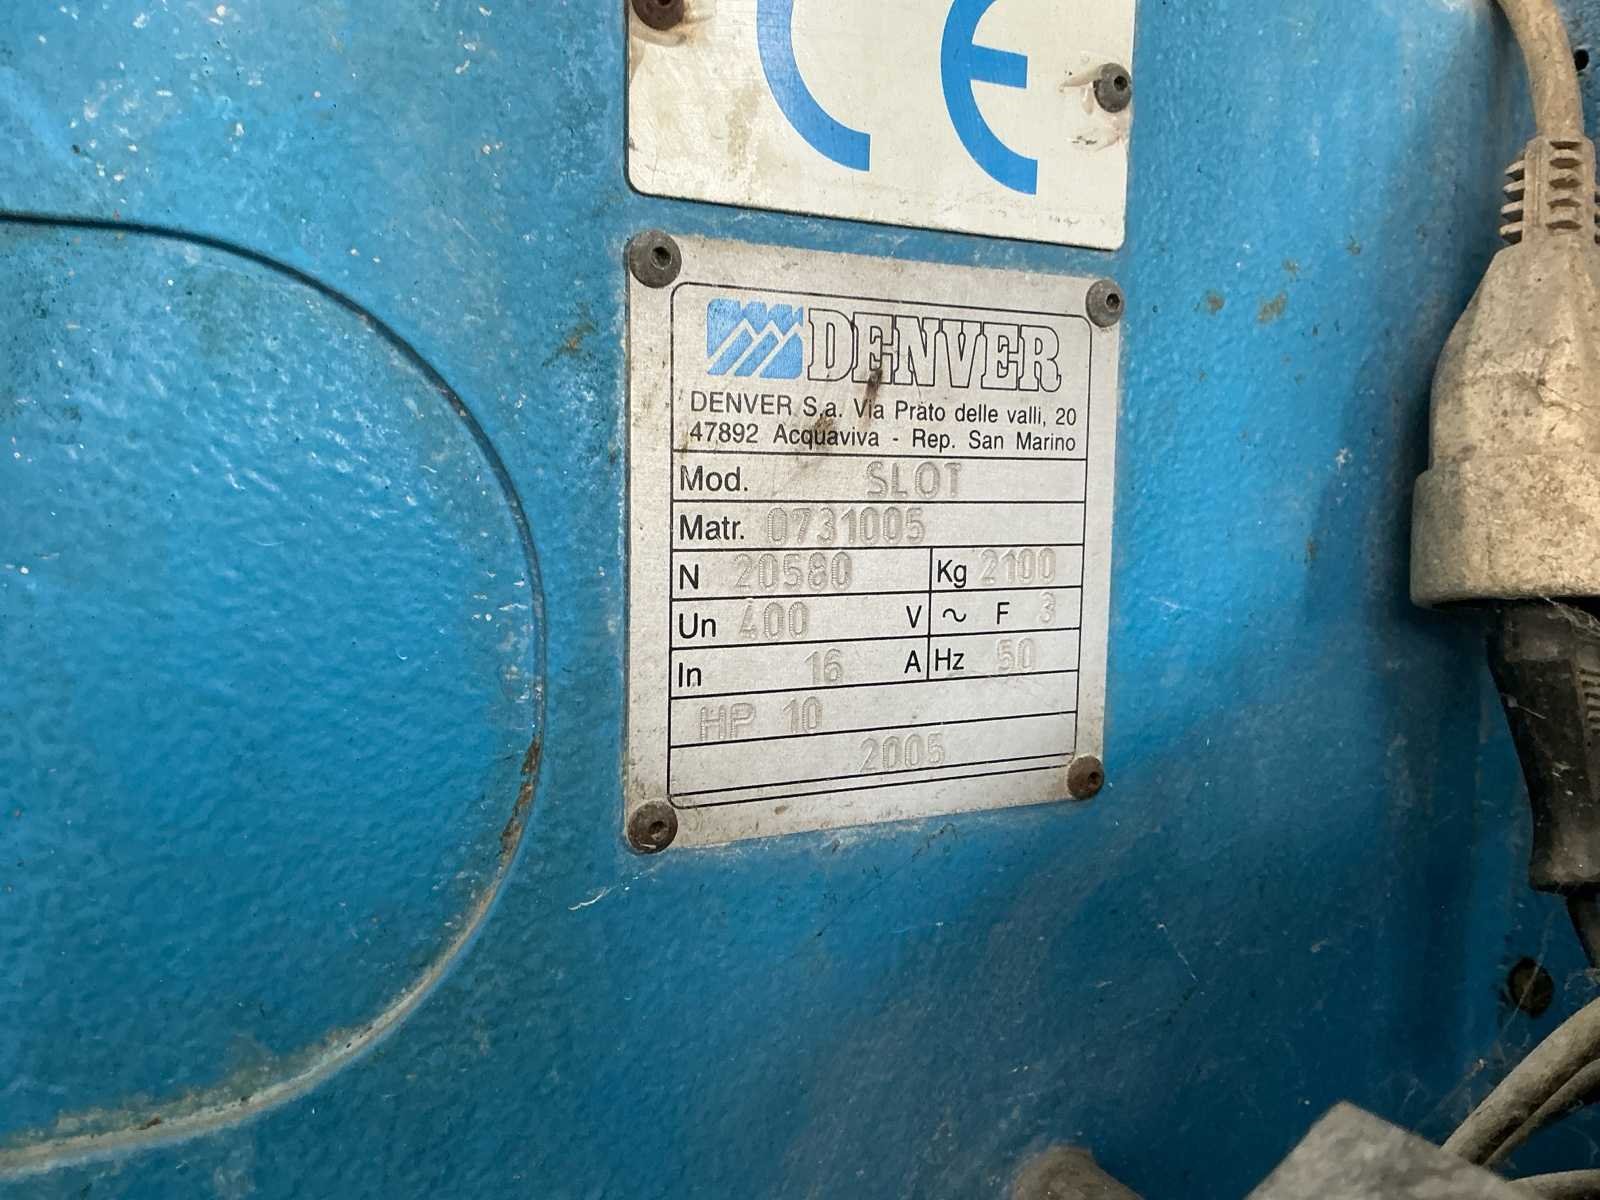 CE
DENVER
DENVER S.a. Via Prato delle valli, 20
47892 Acquaviva - Rep. San Marino
Mod. SLOT
Matr. 0731005
N 20580 Kg 2100
Un 400 V ~ F 3
In 16 A Hz 50
HP 10
2005